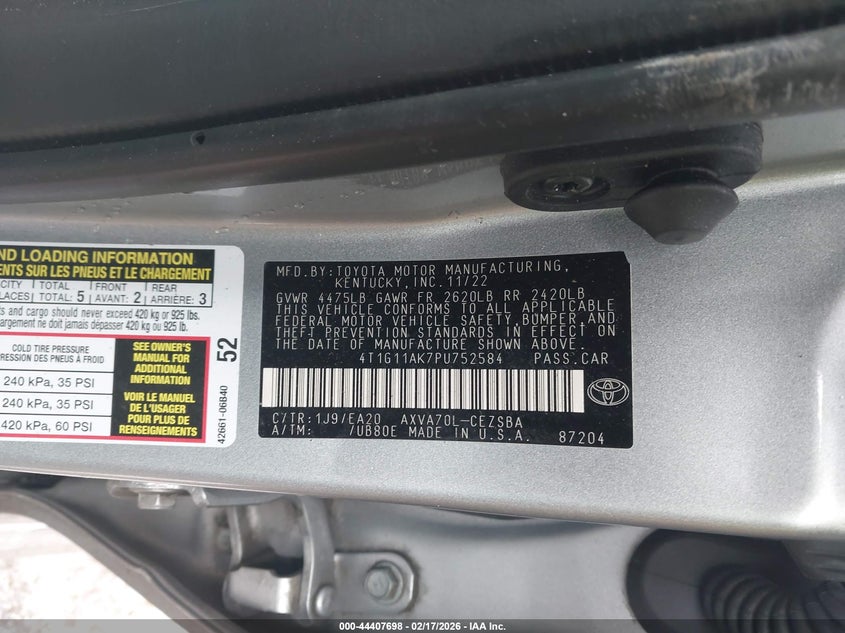 ND LOADING INFORMATION
ENTS SUR LES PNEUS ET LE CHARGEMENT
CITY TOTAL FRONT REAR
PLACES TOTAL: 5 AVANT: 2 ARRIÈRE: 3
ts and cargo should never exceed 420 kg or 925 lbs.
rgement ne doit jamais dépasser 420 kg ou 925 lb.
COLD TIRE PRESSURE
PRESSION DES PNEUS À FROID
240 kPa, 35 PSI
240 kPa, 35 PSI
420 kPa, 60 PSI
SEE OWNER'S
MANUAL FOR
ADDITIONAL
INFORMATION
VOIR LE MANUEL
DE L'USAGER
POUR PLUS DE
RENSEIGNEMENTS
52
42661-06B40
MFD.BY:TOYOTA MOTOR MANUFACTURING,
KENTUCKY, INC. 11/22
GVWR 4475LB GAWR FR 2620LB RR 2420LB
THIS VEHICLE CONFORMS TO ALL APPLICABLE
FEDERAL MOTOR VEHICLE SAFETY, BUMPER, AND
THEFT PREVENTION STANDARDS IN EFFECT ON
THE DATE OF MANUFACTURE SHOWN ABOVE.
4T1G11AK7PU752584 PASS.CAR
C/TR:1J9/EA20 AXVA70L-CEZSBA
A/TM: /UB80E MADE IN U.S.A. 87204
TOYOTA
000-44407698 - 02/17/2026 - IAA Inc.